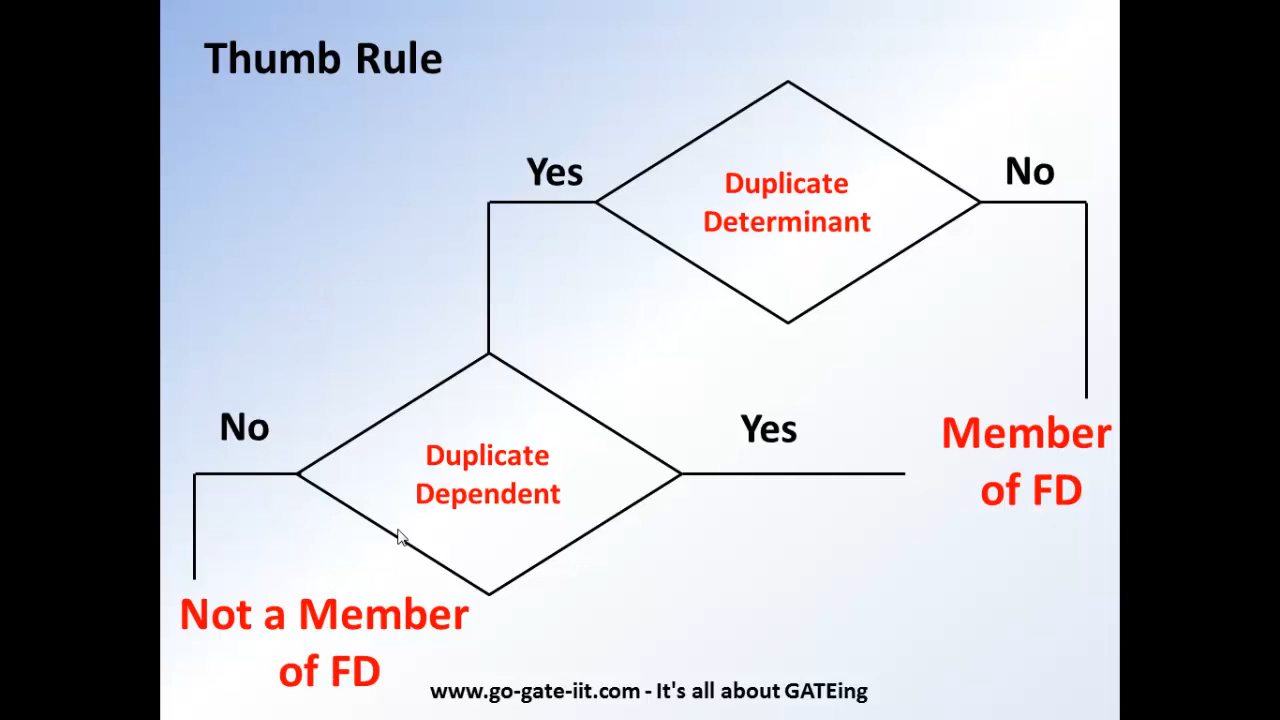 Thumb Rule
Yes
No
Duplicate
Determinant
No
Yes
Duplicate
Dependent
Member
of FD
Not a Member
of FD
www.go-gate-iit.com - It's all about GATEing